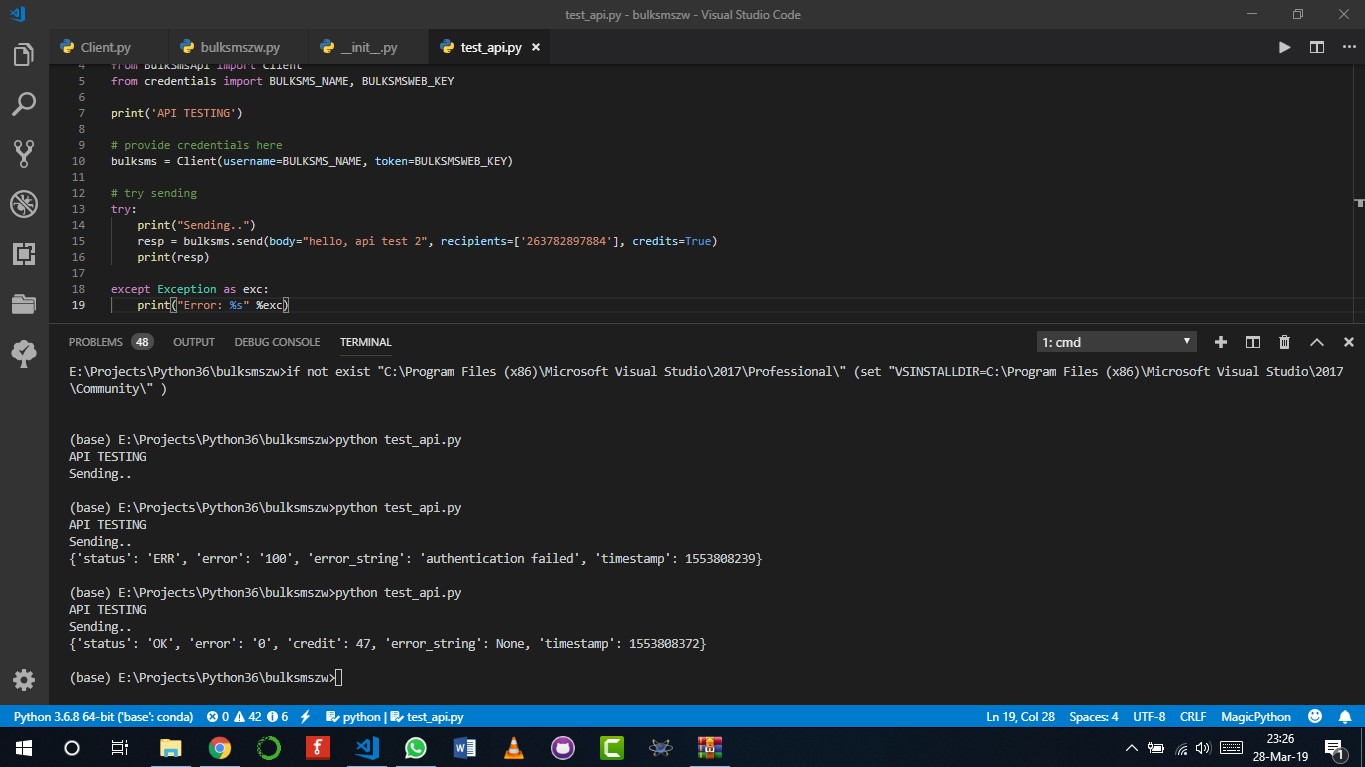 test_api.py - bulksmszw - Visual Studio Code
Client.py bulksmszw.py __init__.py test_api.py
4 from BulkSmsApi import Client
5 from credentials import BULKSMS_NAME, BULKSMSWEB_KEY
6
7 print('API TESTING')
8
9 # provide credentials here
10 bulksms = Client(username=BULKSMS_NAME, token=BULKSMSWEB_KEY)
11
12 # try sending
13 try:
14 print("Sending..")
15 resp = bulksms.send(body="hello, api test 2", recipients=['263782897884'], credits=True)
16 print(resp)
17
18 except Exception as exc:
19 print("Error: %s" %exc)
PROBLEMS 48 OUTPUT DEBUG CONSOLE TERMINAL 1: cmd
E:\Projects\Python36\bulksmszw>if not exist "C:\Program Files (x86)\Microsoft Visual Studio\2017\Professional\" (set "VSINSTALLDIR=C:\Program Files (x86)\Microsoft Visual Studio\2017
\Community\" )
(base) E:\Projects\Python36\bulksmszw>python test_api.py
API TESTING
Sending..
(base) E:\Projects\Python36\bulksmszw>python test_api.py
API TESTING
Sending..
{'status': 'ERR', 'error': '100', 'error_string': 'authentication failed', 'timestamp': 1553808239}
(base) E:\Projects\Python36\bulksmszw>python test_api.py
API TESTING
Sending..
{'status': 'OK', 'error': '0', 'credit': 47, 'error_string': None, 'timestamp': 1553808372}
(base) E:\Projects\Python36\bulksmszw>
Python 3.6.8 64-bit ('base': conda) 0 42 6 python | test_api.py Ln 19, Col 28 Spaces: 4 UTF-8 CRLF MagicPython
23:26
28-Mar-19
1